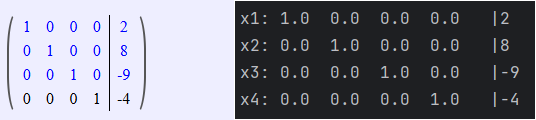 1 0 0 0 2
0 1 0 0 8
0 0 1 0 -9
0 0 0 1 -4
x1: 1.0 0.0 0.0 0.0 |2
x2: 0.0 1.0 0.0 0.0 |8
x3: 0.0 0.0 1.0 0.0 |-9
x4: 0.0 0.0 0.0 1.0 |-4